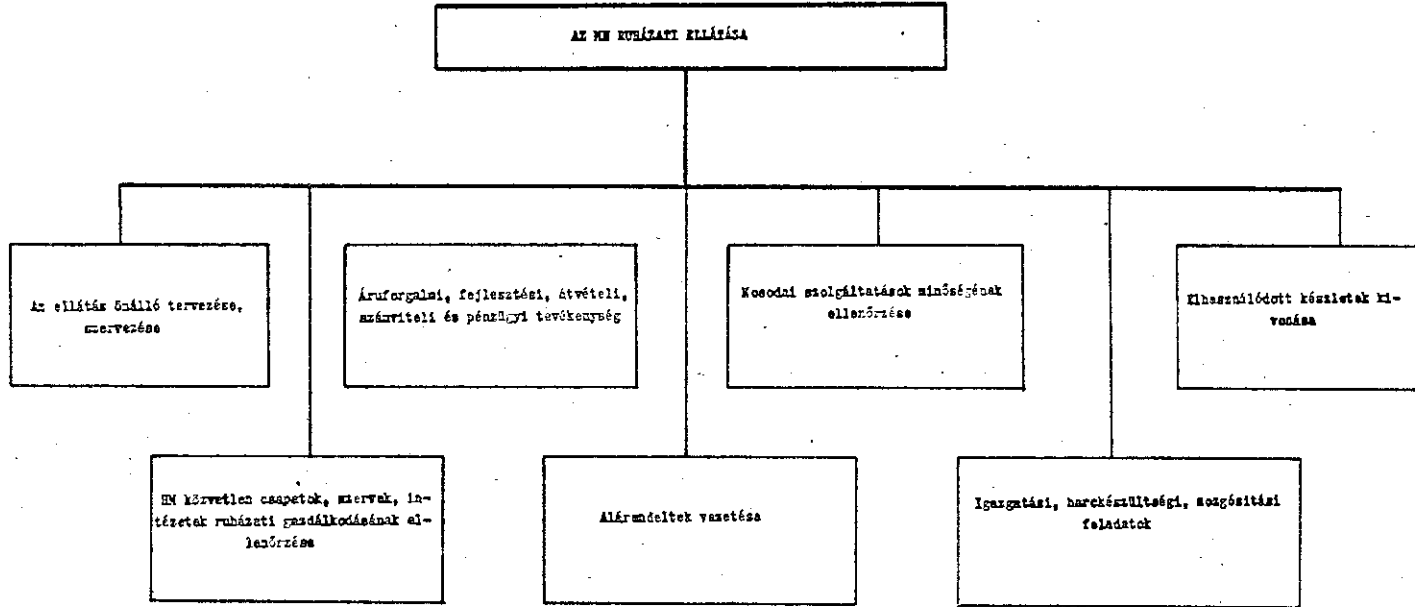 AZ MN RUHÁZATI ELLÁTÁSA
Az ellátás önálló tervezése,
szervezése
Áruforgalmi, fejlesztési, átvételi,
számviteli és pénzügyi tevékenység
Mosodai szolgáltatások minőségének
ellenőrzése
Elhasználódott készletek ki-
vonása
HM közvetlen csapatok, szervek, in-
tézetek ruházati gazdálkodásának el-
lenőrzése
Alárendeltek vezetése
Igazgatási, harckészültségi, mozgósítási
feladatok